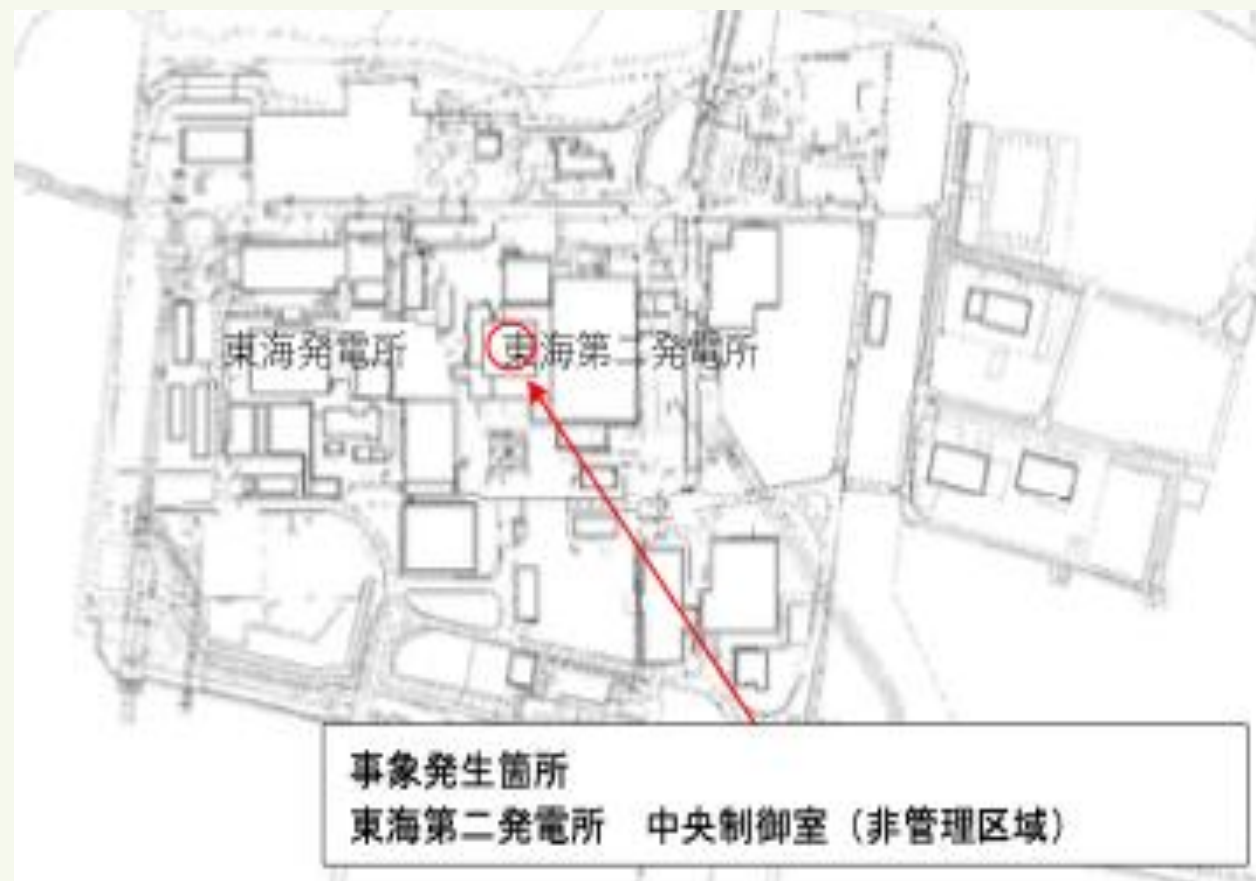 東海発電所
東海第二発電所
事象発生箇所
東海第二発電所　中央制御室（非管理区域）